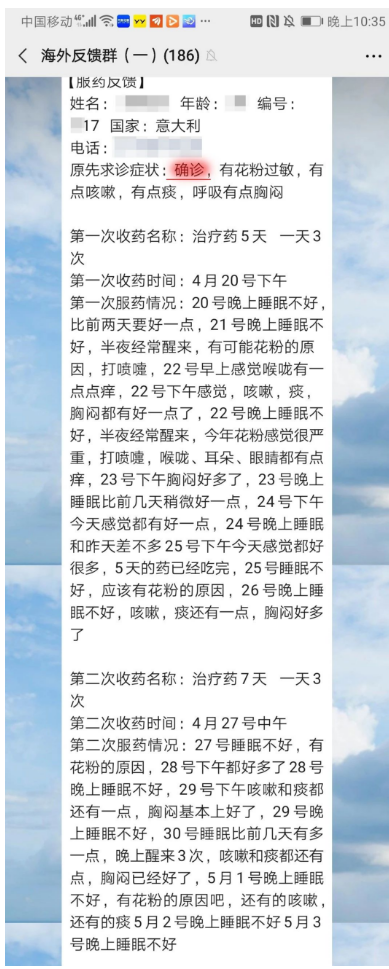 中国移动 46 HD 晚上10:35
海外反馈群（一）(186)
【服药反馈】
姓名： 年龄： 编号：
17 国家：意大利
电话：
原先求诊症状：确诊，有花粉过敏，有
点咳嗽，有点痰，呼吸有点胸闷
第一次收药名称：治疗药5天 一天3
次
第一次收药时间：4月20号下午
第一次服药情况：20号晚上睡眠不好，
比前两天要好一点，21号晚上睡眠不
好，半夜经常醒来，有可能花粉的原
因，打喷嚏，22号早上感觉喉咙有一
点点痒，22号下午感觉，咳嗽，痰，
胸闷都有好一点了，22号晚上睡眠不
好，半夜经常醒来，今年花粉感觉很严
重，打喷嚏，喉咙、耳朵、眼睛都有点
痒，23号下午胸闷好多了，23号晚上
睡眠比前几天稍微好一点，24号下午
今天感觉都有好一点，24号晚上睡眠
和昨天差不多25号下午今天感觉都好
很多，5天的药已经吃完，25号睡眠不
好，应该有花粉的原因，26号晚上睡
眠不好，咳嗽，痰还有一点，胸闷好多
了
第二次收药名称：治疗药7天 一天3
次
第二次收药时间：4月27号中午
第二次服药情况：27号睡眠不好，有
花粉的原因，28号下午都好多了28号
晚上睡眠不好，29号下午咳嗽和痰都
还有一点，胸闷基本上好了，29号晚
上睡眠不好，30号睡眠比前几天有多
一点，晚上醒来3次，咳嗽和痰都还有
点，胸闷已经好了，5月1号晚上睡眠
不好，有花粉的原因吧，还有的咳嗽，
还有的痰5月2号晚上睡眠不好5月3
号晚上睡眠不好